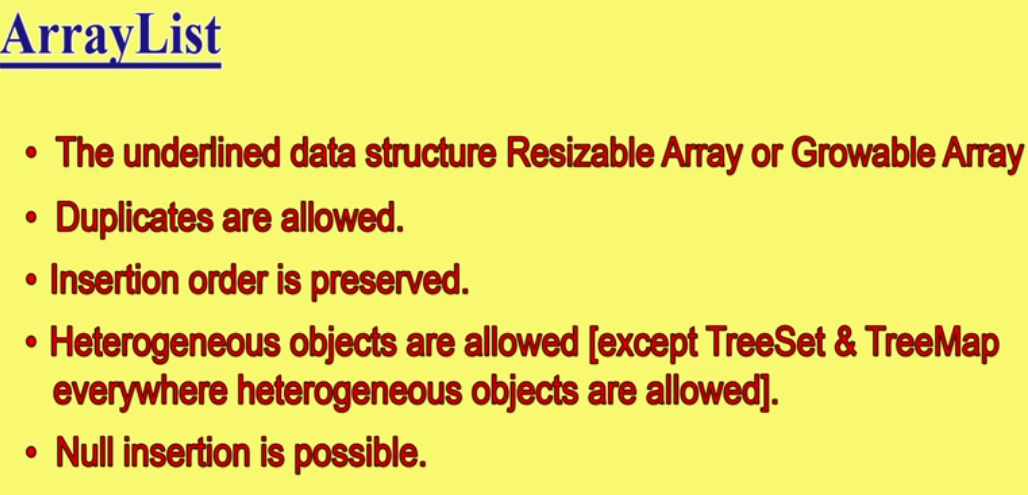 ArrayList
• The underlined data structure Resizable Array or Growable Array
• Duplicates are allowed.
• Insertion order is preserved.
• Heterogeneous objects are allowed [except TreeSet & TreeMap
everywhere heterogeneous objects are allowed].
• Null insertion is possible.